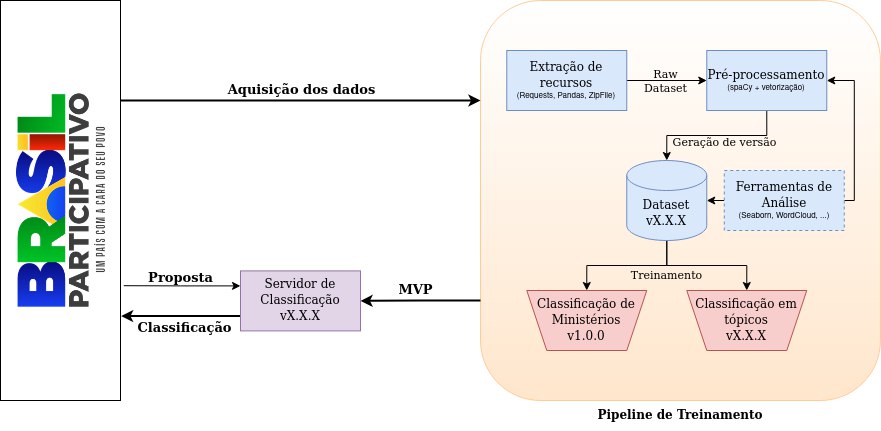 BRASIL
PARTICIPATIVO
UM PAÍS COM A CARA DO SEU POVO
Aquisição dos dados
Extração de
recursos
(Requests, Pandas, ZipFile)
Raw
Dataset
Pré-processamento
(spaCy + vetorização)
Geração de versão
Dataset
vX.X.X
Ferramentas de
Análise
(Seaborn, WordCloud, ...)
Treinamento
Classificação de
Ministérios
v1.0.0
Classificação em
tópicos
vX.X.X
Proposta
Servidor de
Classificação
vX.X.X
MVP
Classificação
Pipeline de Treinamento